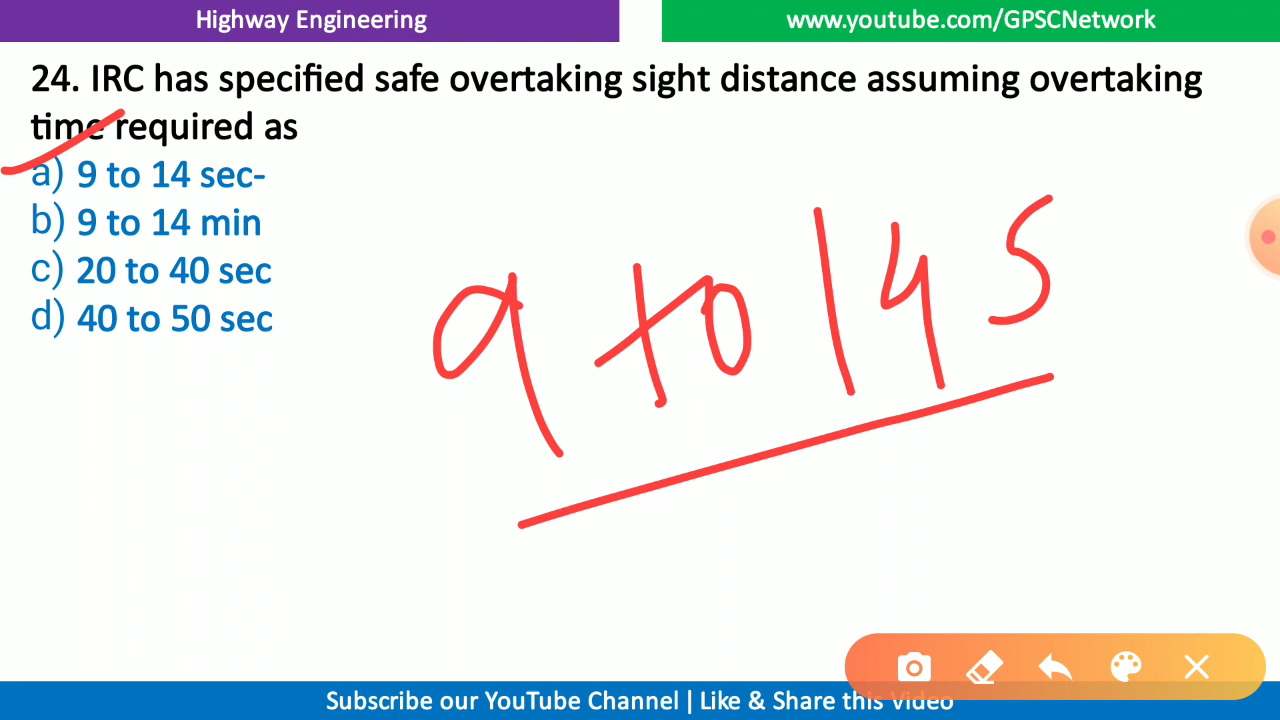 Highway Engineering
www.youtube.com/GPSCNetwork
24. IRC has specified safe overtaking sight distance assuming overtaking
time required as
a) 9 to 14 sec-
b) 9 to 14 min
c) 20 to 40 sec
d) 40 to 50 sec
9 to 14 s
Subscribe our YouTube Channel | Like & Share this Video